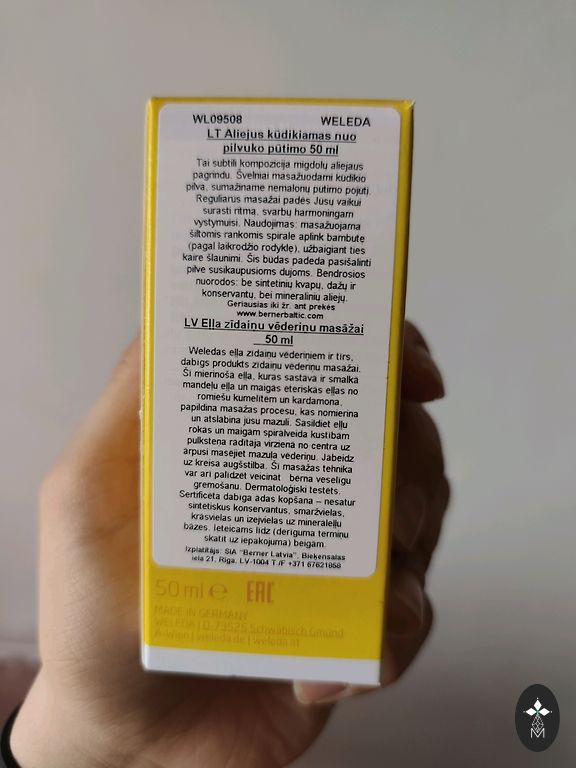 WL09508 WELEDA
LT Aliejus kūdikiamas nuo
pilvuko pūtimo 50 ml
Tai subtili kompozicija migdolų aliejaus
pagrindu. Švelniai masažuodami kūdikio
pilvą, sumažiname nemalonų pūtimo pojūtį.
Reguliarus masažai padės Jūsų vaikui
surasti ritmą, svarbų harmoningam
vystymuisi. Naudojimas: masažuojama
šiltomis rankomis spirale aplink bambutę
(pagal laikrodžio rodyklę), užbaigiant ties
kaire šlaunimi. Šis būdas padeda pasišalinti
pilve susikaupusioms dujoms. Bendrosios
nuorodos: be sintetinių kvapų, dažų ir
konservantų, bei mineralinių aliejų.
Geriausias iki žr. ant prekės
www.bernerbaltic.com
LV Eļļa zīdaiņu vēderiņu masāžai
50 ml
Weledas eļļa zīdaiņu vēderiņiem ir tīrs,
dabīgs produkts zīdaiņu vēderiņu masāžai.
Šī mierinoša eļļa, kuras sastāvā ir smalkā
mandeļu eļļa un maigās ēteriskās eļļas no
romiešu kumelītēm un kardamona,
papildina masāžas procesu, kas nomierina
un atslābina jūsu mazuli. Sasildiet eļļu
rokās un maigām spirālveida kustībām
pulksteņa rādītāja virzienā no centra uz
ārpusi masējiet mazuļa vēderiņu. Jābeidz
uz kreisā augšstilba. Šī masāžas tehnika
var arī palīdzēt veicināt bērna veselīgu
gremošanu. Dermatoloģiski testēts.
Sertificēta dabīga ādas kopšana – nesatur
sintētiskus konservantus, smaržvielas,
krāsvielas un izejvielas uz minerāleļļu
bāzes. Ieteicams līdz (derīguma termiņu
skatīt uz iepakojuma) beigām.
Izplatītājs: SIA "Berner Latvia", Bieķensalas
iela 21, Rīga, LV-1004 T./F +371 67621858
50 ml e EAC
MADE IN GERMANY
WELEDA | D-73525 Schwäbisch Gmünd
A-Wien | weleda.de | weleda.at
M